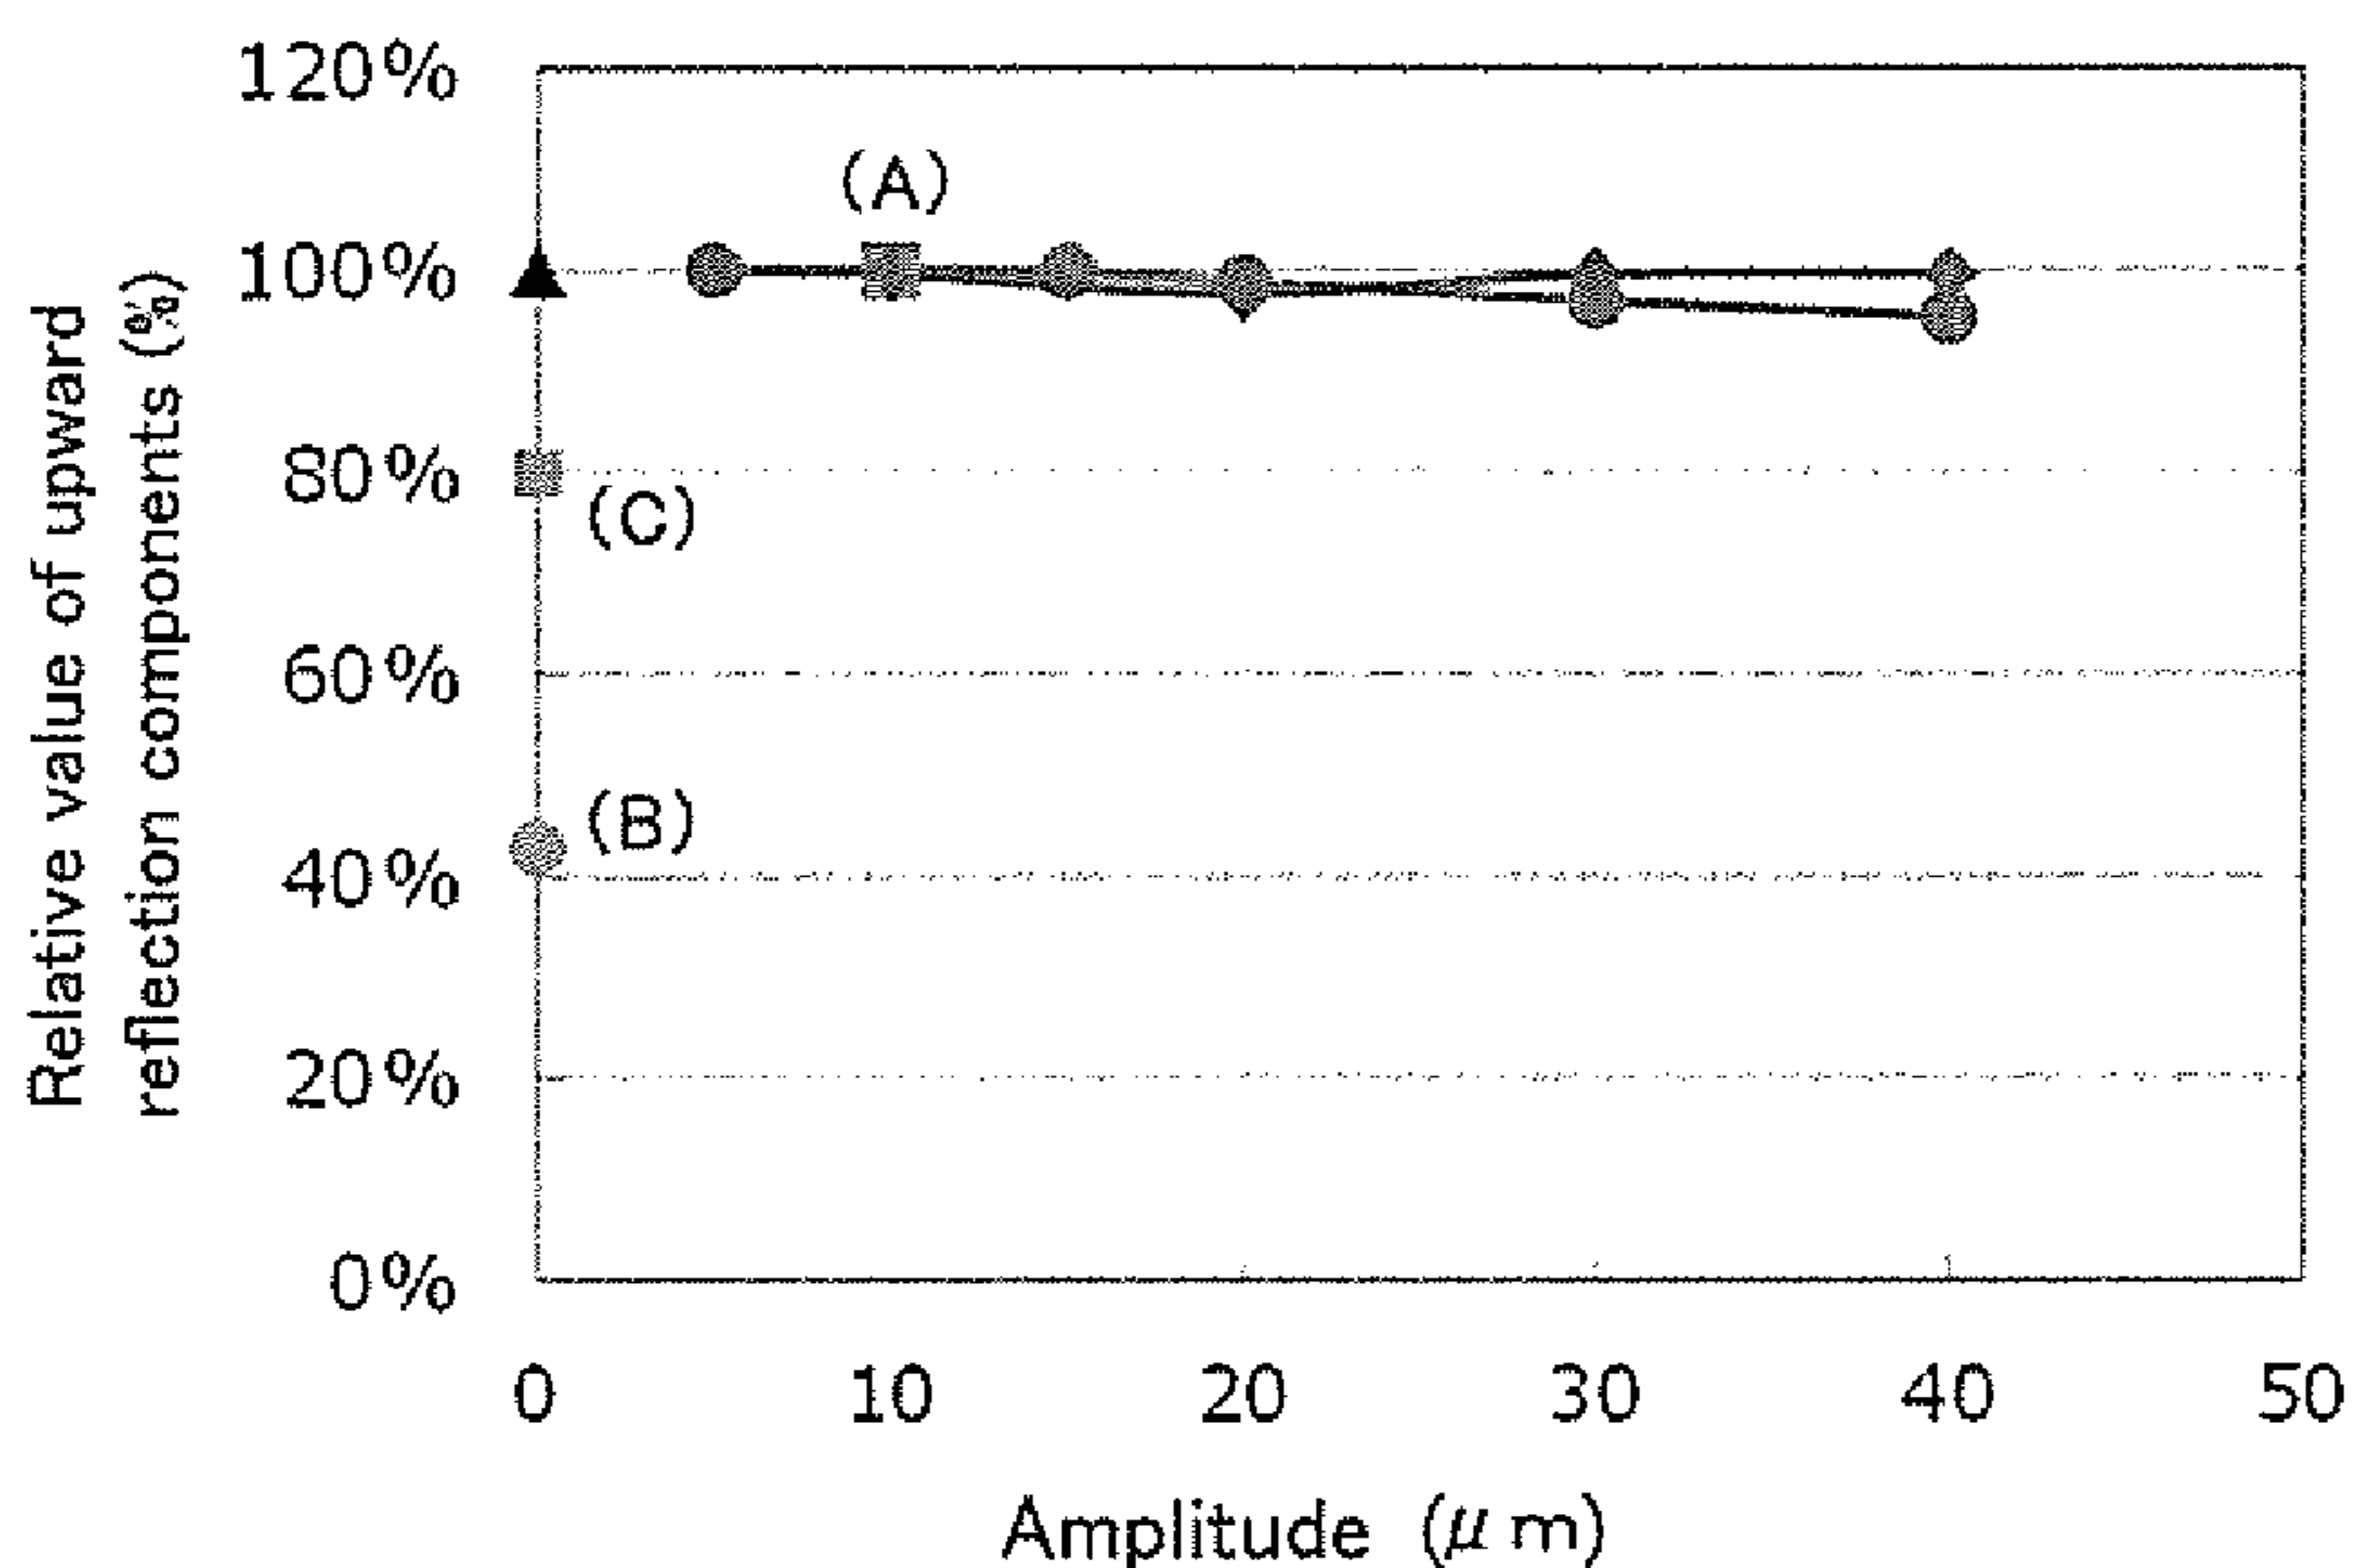 Relative value of upward
reflection components (%)
120%
100%
80%
60%
40%
20%
0%
(A)
(C)
(B)
0 10 20 30 40 50
Amplitude (μm)